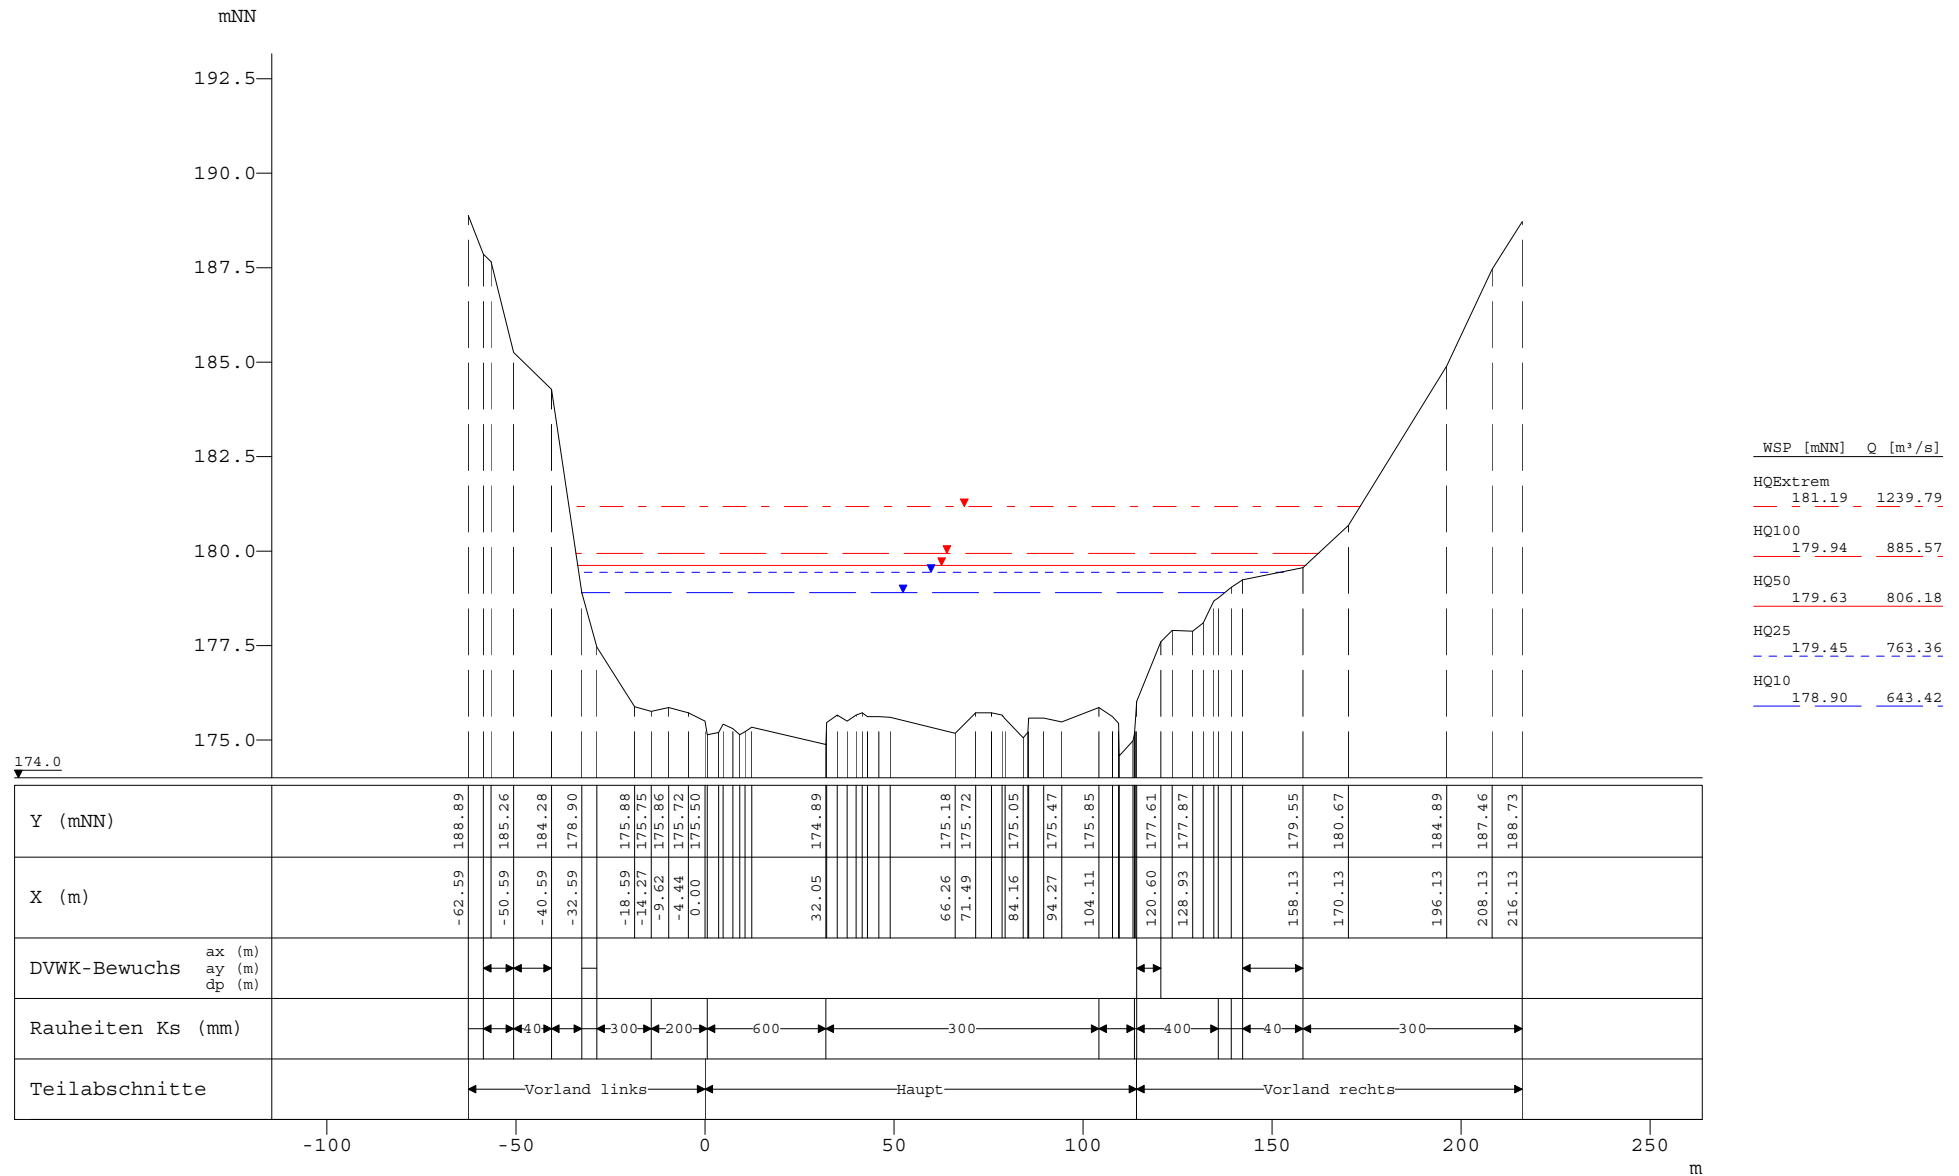 mNN
192.5
190.0
187.5
185.0
182.5
180.0
177.5
175.0
174.0
WSP [mNN] Q [m³/s]
HQExtrem
181.19 1239.79
HQ100
179.94 885.57
HQ50
179.63 806.18
HQ25
179.45 763.36
HQ10
178.90 643.42
Y (mNN) 188.89 185.26 184.28 178.90 175.88 175.75 175.86 175.72 175.50 174.89 175.18 175.72 175.05 175.47 175.85 177.61 177.87 179.55 180.67 184.89 187.46 188.73
X (m) -62.59 -50.59 -40.59 -32.59 -18.59 -14.27 -9.62 -4.44 0.00 32.05 66.26 71.49 84.16 94.27 104.11 120.60 128.93 158.13 170.13 196.13 208.13 216.13
DVWK-Bewuchs
ax (m)
ay (m)
dp (m)
Rauheiten Ks (mm) 40 300 200 600 300 400 40 300
Teilabschnitte Vorland links Haupt Vorland rechts
-100 -50 0 50 100 150 200 250
m